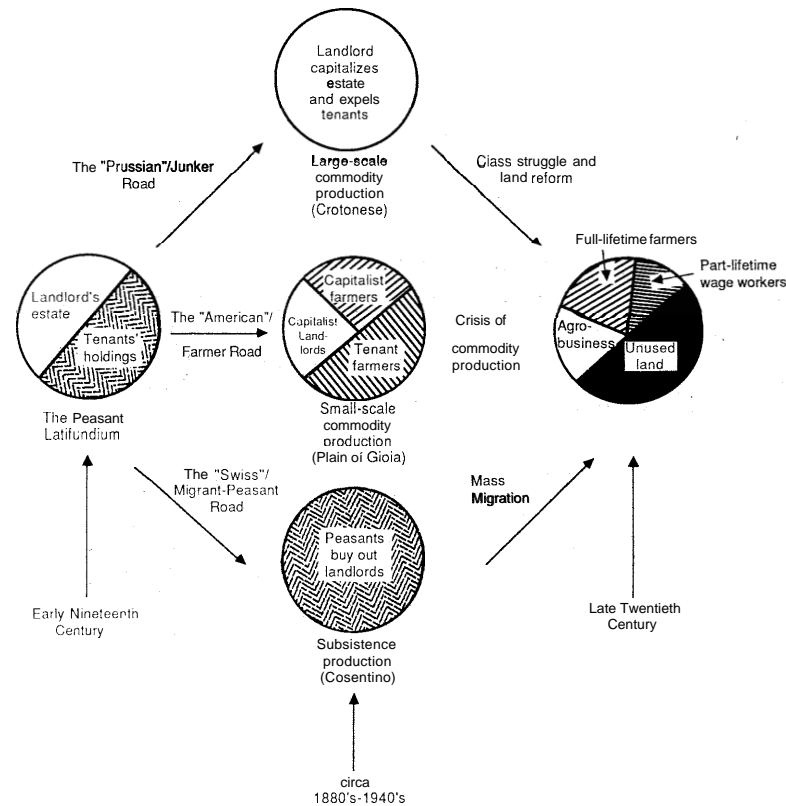 Landlord
capitalizes
estate
and expels
tenants
The "Prussian"/Junker
Road
Large-scale
commodity
production
(Crotonese)
Class struggle and
land reform
Full-lifetime farmers
Part-lifetime
wage workers
Landlord's
estate
Tenants'
holdings
The "American"/
Farmer Road
Capitalist
farmers
Capitalist
Land-
lords
Tenant
farmers
Crisis of
commodity
production
Agro-
business
Unused
land
The Peasant
Latifundium
Small-scale
commodity
production
(Plain of Gioia)
The "Swiss"/
Migrant-Peasant
Road
Mass
Migration
Peasants
buy out
landlords
Early Nineteenth
Century
Late Twentieth
Century
Subsistence
production
(Cosentino)
circa
1880's-1940's